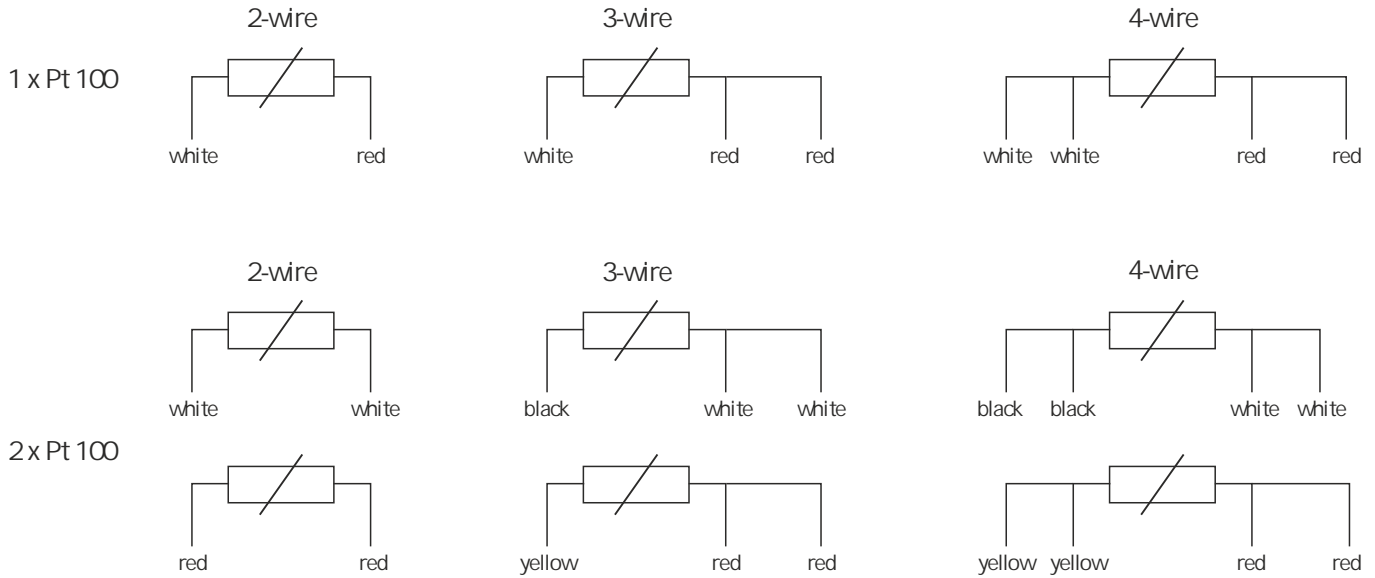 2-wire 3-wire 4-wire
1 x Pt 100
white red white red red white white red red
2-wire 3-wire 4-wire
white white black white white black black white white
2 x Pt 100
red red yellow red red yellow yellow red red